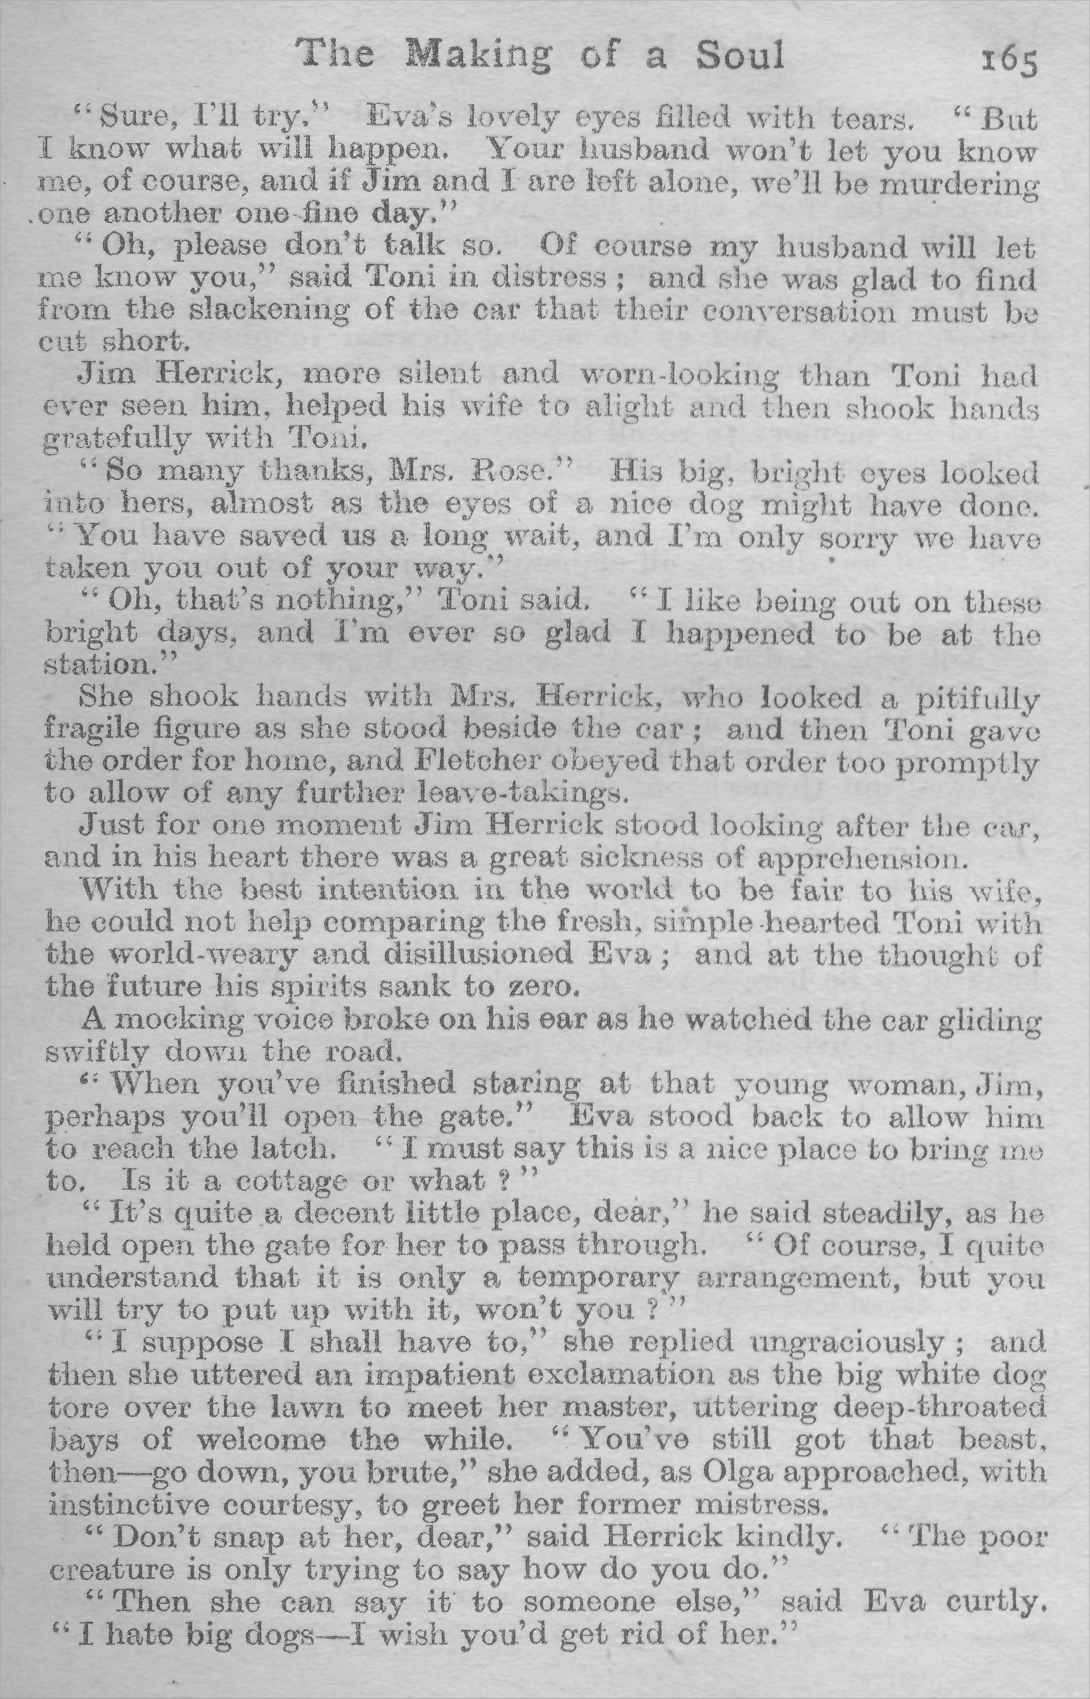 The Making of a Soul 165
“Sure, I’ll try.” Eva’s lovely eyes filled with tears. “But
I know what will happen. Your husband won’t let you know
me, of course, and if Jim and I are left alone, we’ll be murdering
one another one fine day.”
“Oh, please don’t talk so. Of course my husband will let
me know you,” said Toni in distress; and she was glad to find
from the slackening of the car that their conversation must be
cut short.
Jim Herrick, more silent and worn-looking than Toni had
ever seen him, helped his wife to alight and then shook hands
gratefully with Toni.
“So many thanks, Mrs. Rose.” His big, bright eyes looked
into hers, almost as the eyes of a nice dog might have done.
“You have saved us a long wait, and I’m only sorry we have
taken you out of your way.”
“Oh, that’s nothing,” Toni said. “I like being out on these
bright days, and I’m ever so glad I happened to be at the
station.”
She shook hands with Mrs. Herrick, who looked a pitifully
fragile figure as she stood beside the car; and then Toni gave
the order for home, and Fletcher obeyed that order too promptly
to allow of any further leave-takings.
Just for one moment Jim Herrick stood looking after the car,
and in his heart there was a great sickness of apprehension.
With the best intention in the world to be fair to his wife,
he could not help comparing the fresh, simple-hearted Toni with
the world-weary and disillusioned Eva; and at the thought of
the future his spirits sank to zero.
A mocking voice broke on his ear as he watched the car gliding
swiftly down the road.
“When you’ve finished staring at that young woman, Jim,
perhaps you’ll open the gate.” Eva stood back to allow him
to reach the latch. “I must say this is a nice place to bring me
to. Is it a cottage or what?”
“It’s quite a decent little place, dear,” he said steadily, as he
held open the gate for her to pass through. “Of course, I quite
understand that it is only a temporary arrangement, but you
will try to put up with it, won’t you?”
“I suppose I shall have to,” she replied ungraciously; and
then she uttered an impatient exclamation as the big white dog
tore over the lawn to meet her master, uttering deep-throated
bays of welcome the while. “You’ve still got that beast,
then—go down, you brute,” she added, as Olga approached, with
instinctive courtesy, to greet her former mistress.
“Don’t snap at her, dear,” said Herrick kindly. “The poor
creature is only trying to say how do you do.”
“Then she can say it to someone else,” said Eva curtly.
“I hate big dogs—I wish you’d get rid of her.”